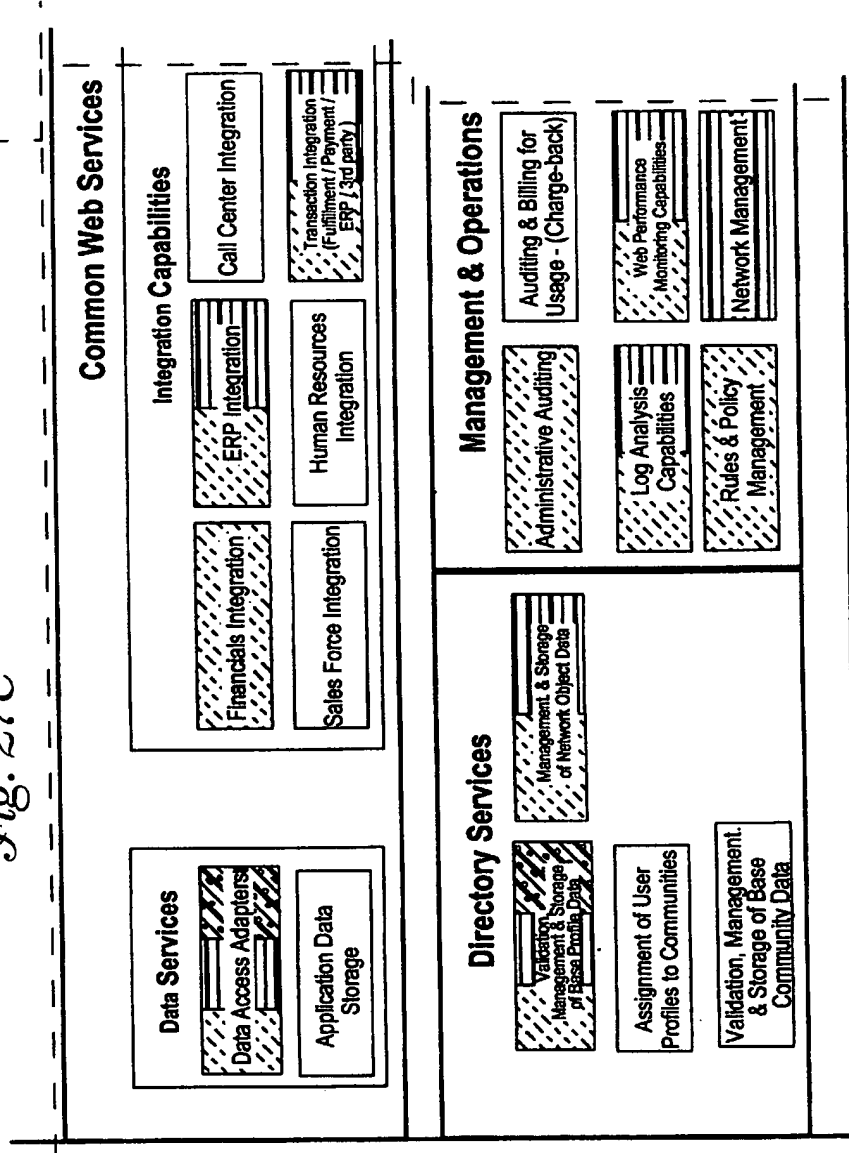 Fig. 27C
Common Web Services
Data Services
Data Access Adapters
Application Data
Storage
Integration Capabilities
Financials Integration
ERP Integration
Call Center Integration
Sales Force Integration
Human Resources
Integration
Transaction Integration
(Fulfillment / Payment /
ERP / 3rd party )
Directory Services
Validation,
Management & Storage
of Base Profile Data
Management. & Storage
of Network Object Data
Assignment of User
Profiles to Communities
Validation, Management.
& Storage of Base
Community Data
Management & Operations
Administrative Auditing
Auditing & Billing for
Usage - (Charge-back)
Log Analysis
Capabilities
Web Performance
Monitoring Capabilities
Rules & Policy
Management
Network Management